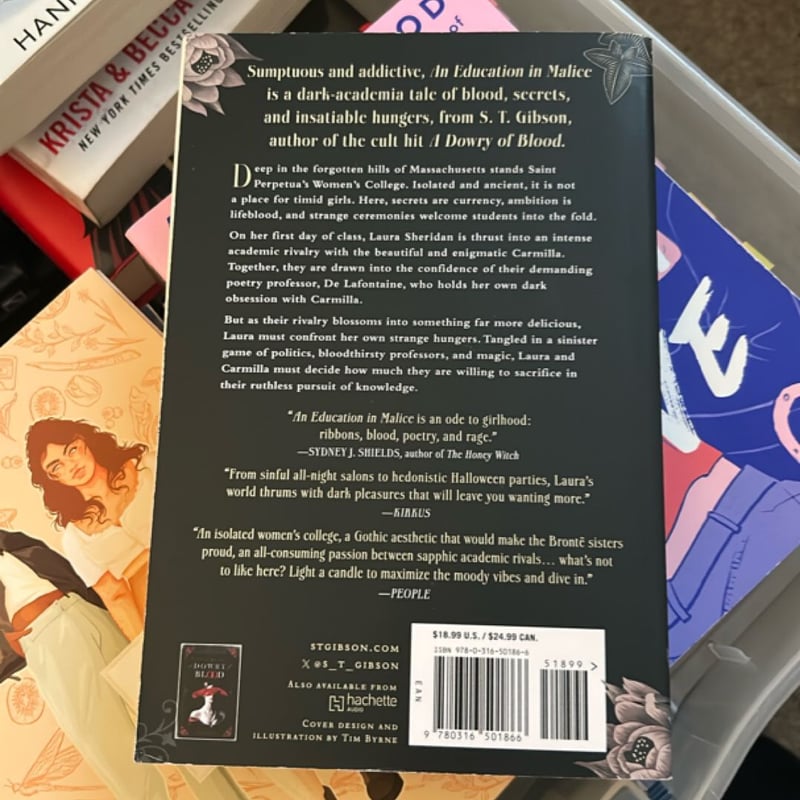 HAN
KRISTA & BECCA
NEW YORK TIMES BESTSELLING
OD
of
VE
Sumptuous and addictive, An Education in Malice
is a dark-academia tale of blood, secrets,
and insatiable hungers, from S. T. Gibson,
author of the cult hit A Dowry of Blood.
Deep in the forgotten hills of Massachusetts stands Saint
Perpetua's Women's College. Isolated and ancient, it is not
a place for timid girls. Here, secrets are currency, ambition is
lifeblood, and strange ceremonies welcome students into the fold.
On her first day of class, Laura Sheridan is thrust into an intense
academic rivalry with the beautiful and enigmatic Carmilla.
Together, they are drawn into the confidence of their demanding
poetry professor, De Lafontaine, who holds her own dark
obsession with Carmilla.
But as their rivalry blossoms into something far more delicious,
Laura must confront her own strange hungers. Tangled in a sinister
game of politics, bloodthirsty professors, and magic, Laura and
Carmilla must decide how much they are willing to sacrifice in
their ruthless pursuit of knowledge.
"An Education in Malice is an ode to girlhood:
ribbons, blood, poetry, and rage."
—SYDNEY J. SHIELDS, author of The Honey Witch
"From sinful all-night salons to hedonistic Halloween parties, Laura's
world thrums with dark pleasures that will leave you wanting more."
—KIRKUS
"An isolated women's college, a Gothic aesthetic that would make the Brontë sisters
proud, an all-consuming passion between sapphic academic rivals... what's not
to like here? Light a candle to maximize the moody vibes and dive in."
—PEOPLE
A DOWRY of
BLOOD
STGIBSON.COM
X @S_T_GIBSON
ALSO AVAILABLE FROM
hachette
AUDIO
COVER DESIGN AND
ILLUSTRATION BY TIM BYRNE
$18.99 U.S. / $24.99 CAN.
ISBN 978-0-316-50186-6
51899 >
EAN
9 780316 501866